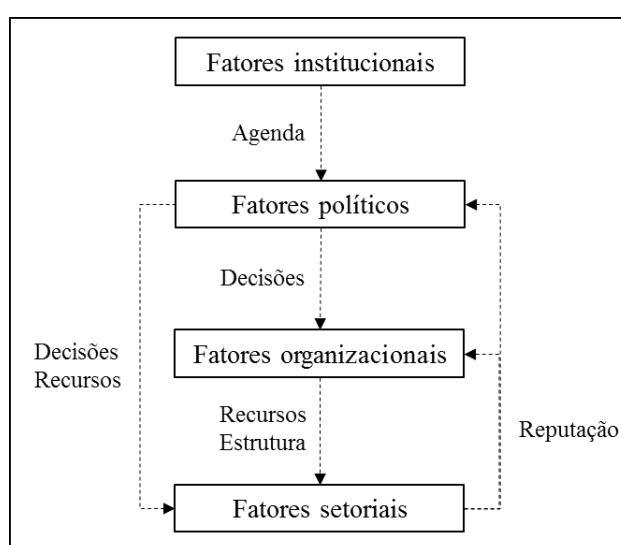 Fatores institucionais
Agenda
Fatores políticos
Decisões
Fatores organizacionais
Decisões
Recursos
Recursos
Estrutura
Reputação
Fatores setoriais